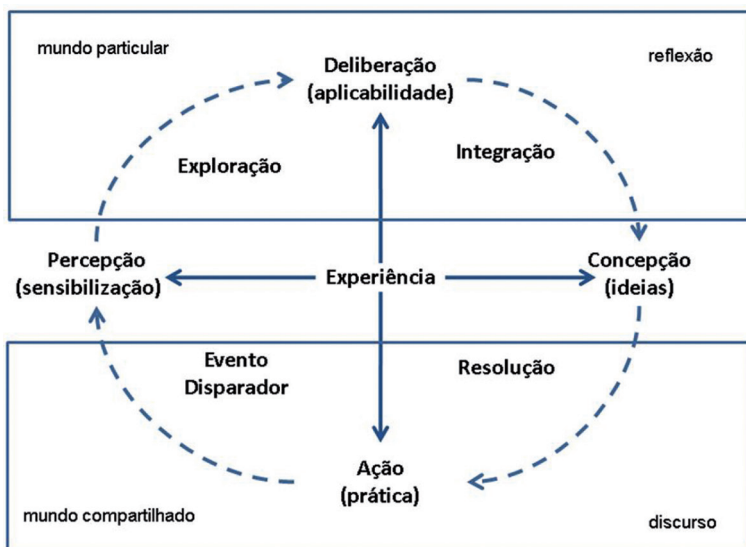 mundo particular
reflexão
Deliberação
(aplicabilidade)
Exploração
Integração
Percepção
(sensibilização)
Experiência
Concepção
(ideias)
Evento
Disparador
Resolução
Ação
(prática)
mundo compartilhado
discurso